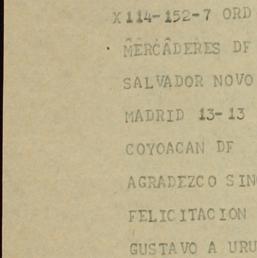 X114-152-7 ORD
MERCADERES DF
SALVADOR NOVO
MADRID 13-13
COYOACAN DF
AGRADEZCO SIN
FELICITACION
GUSTAVO A URU